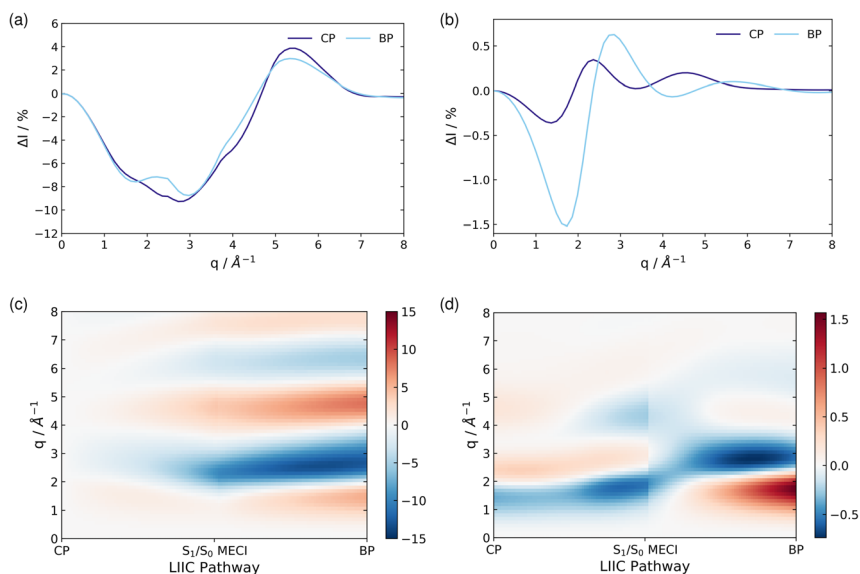 (a)
CP BP
6
4
2
0
−2
−4
−6
−8
−10
−12
ΔI / %
0 1 2 3 4 5 6 7 8
q / Å⁻¹
(b)
CP BP
0.5
0.0
−0.5
−1.0
−1.5
ΔI / %
0 1 2 3 4 5 6 7 8
q / Å⁻¹
(c)
8
7
6
5
4
3
2
1
0
q / Å⁻¹
CP S₁/S₀ MECI BP
LIIC Pathway
15
10
5
0
−5
−10
−15
(d)
8
7
6
5
4
3
2
1
0
q / Å⁻¹
CP S₁/S₀ MECI BP
LIIC Pathway
1.5
1.0
0.5
0.0
−0.5